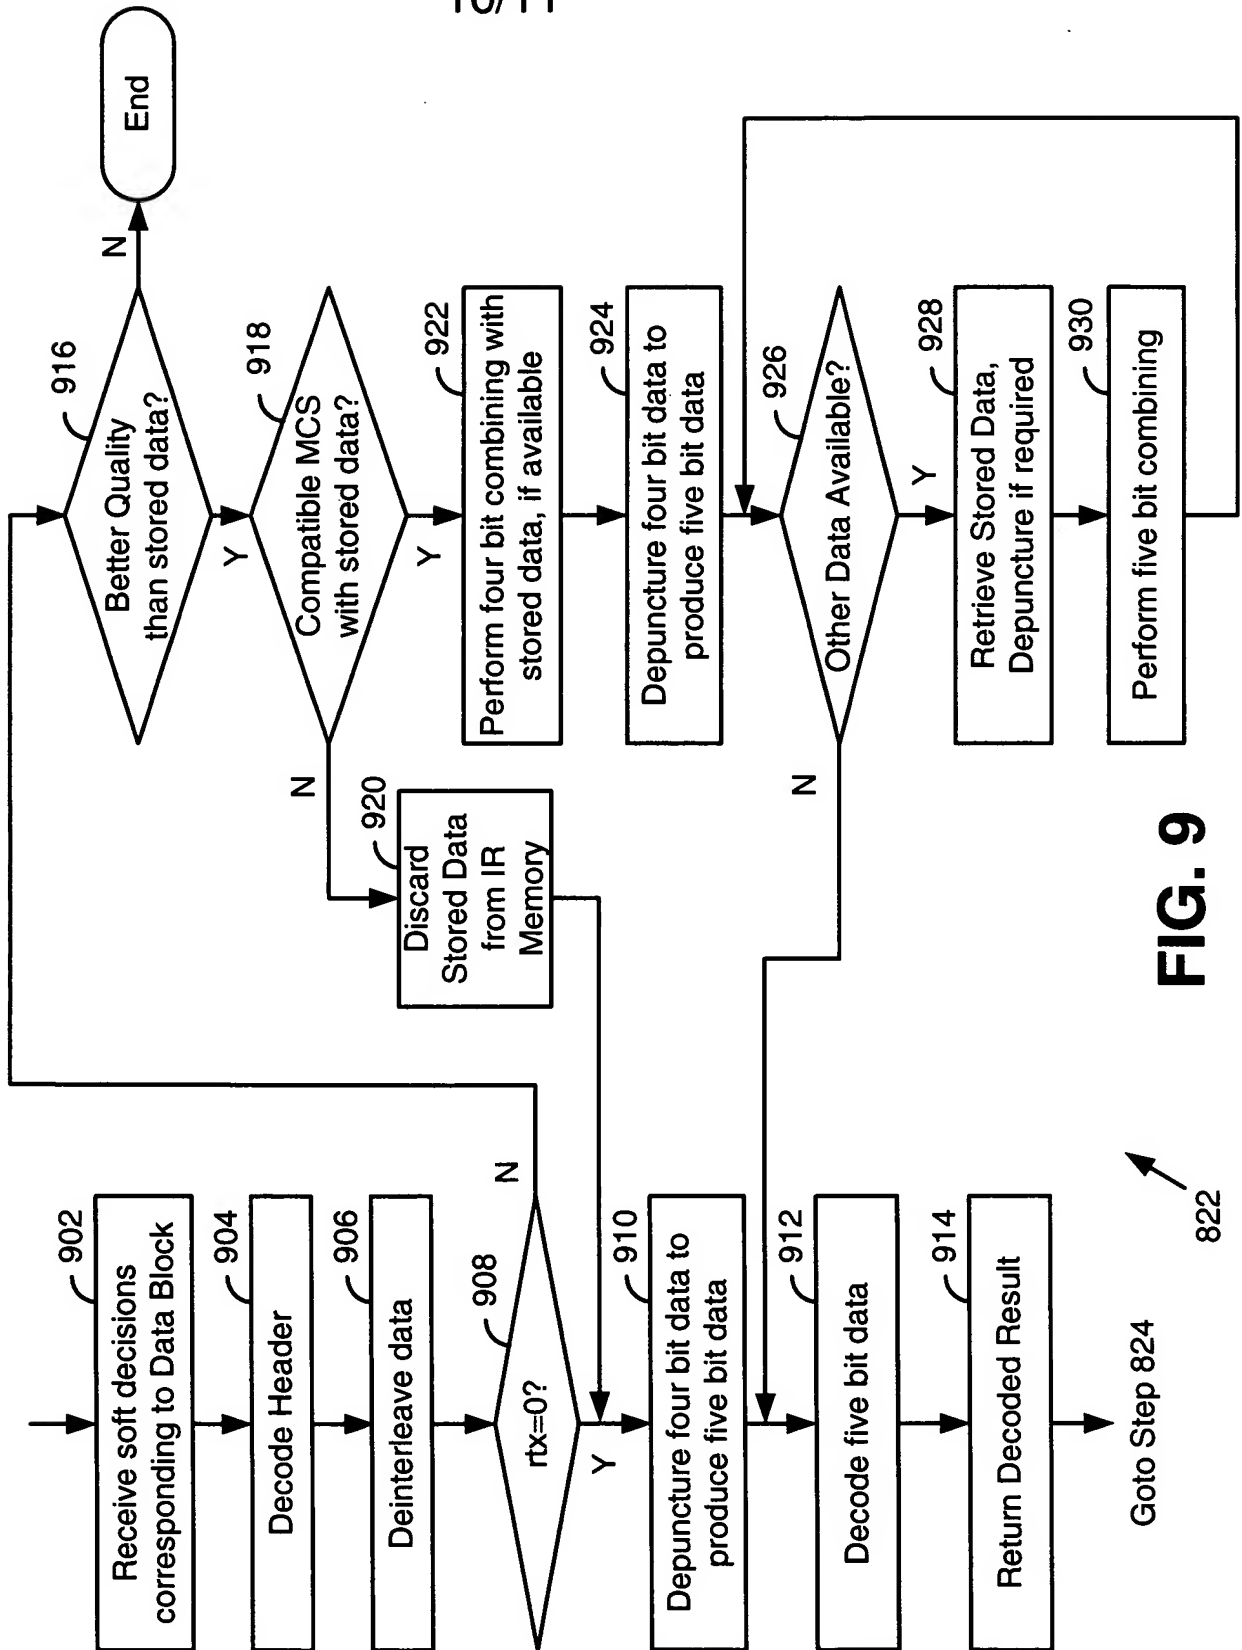 10/11
902
Receive soft decisions
corresponding to Data Block
904
Decode Header
906
Deinterleave data
908
rtx=0?
N
Y
910
Depuncture four bit data to
produce five bit data
912
Decode five bit data
914
Return Decoded Result
Goto Step 824
822
916
Better Quality
than stored data?
N
End
Y
918
Compatible MCS
with stored data?
N
Y
920
Discard
Stored Data
from IR
Memory
922
Perform four bit combining with
stored data, if available
924
Depuncture four bit data to
produce five bit data
926
Other Data Available?
N
Y
928
Retrieve Stored Data,
Depuncture if required
930
Perform five bit combining
FIG. 9